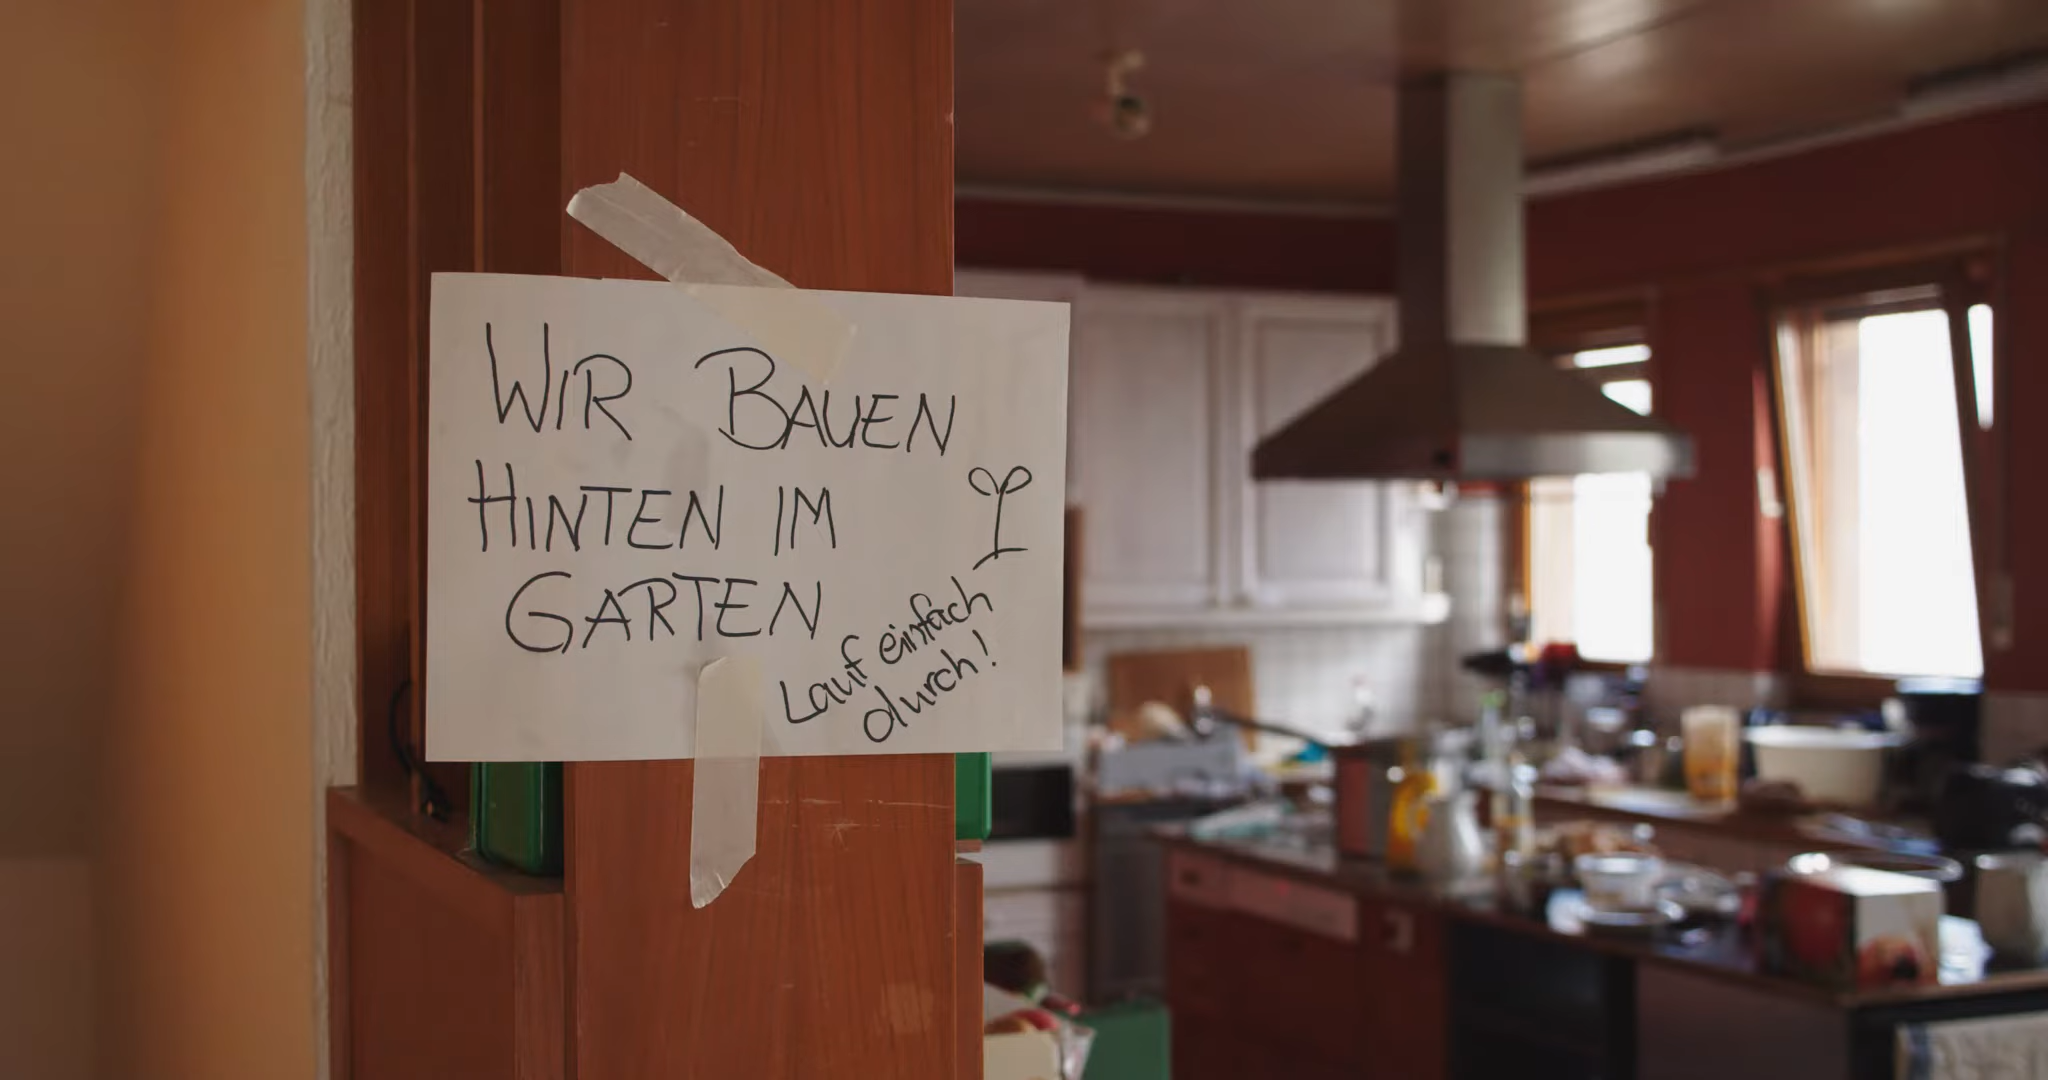 WIR BAUEN
HINTEN IM
GARTEN
Lauf einfach
durch!